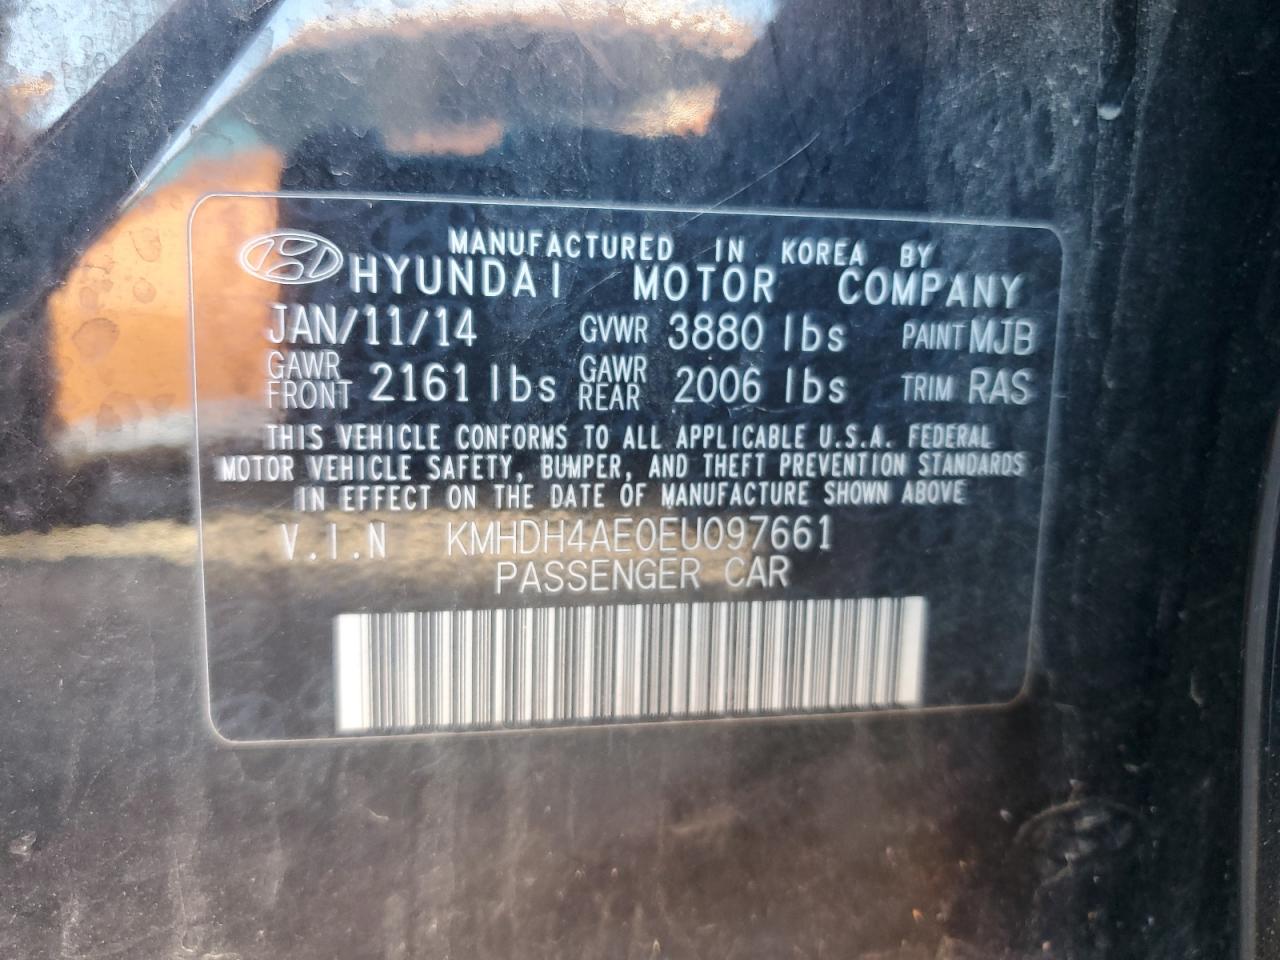 MANUFACTURED IN KOREA BY
HYUNDAI MOTOR COMPANY
JAN/11/14 GVWR 3880 lbs PAINT MJB
GAWR FRONT 2161 lbs GAWR REAR 2006 lbs TRIM RAS
THIS VEHICLE CONFORMS TO ALL APPLICABLE U.S.A. FEDERAL
MOTOR VEHICLE SAFETY, BUMPER, AND THEFT PREVENTION STANDARDS
IN EFFECT ON THE DATE OF MANUFACTURE SHOWN ABOVE
V.I.N KMHDH4AE0EU097661
PASSENGER CAR